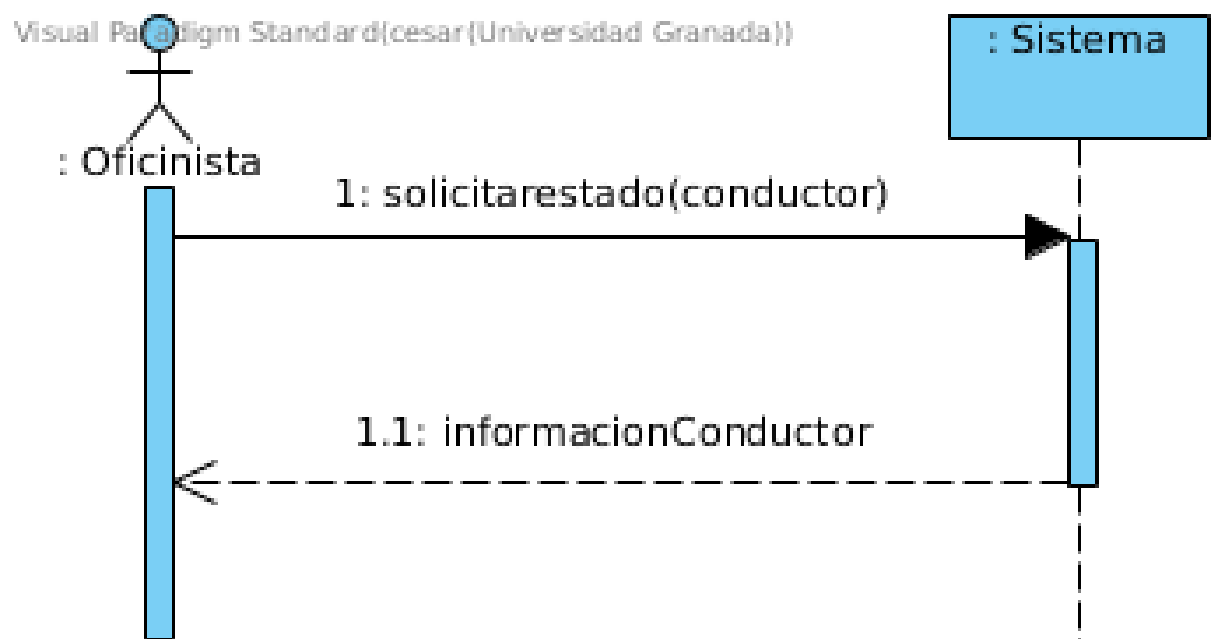 Visual Paradigm Standard(cesar(Universidad Granada))
: Sistema
: Oficinista
1: solicitarestado(conductor)
1.1: informacionConductor